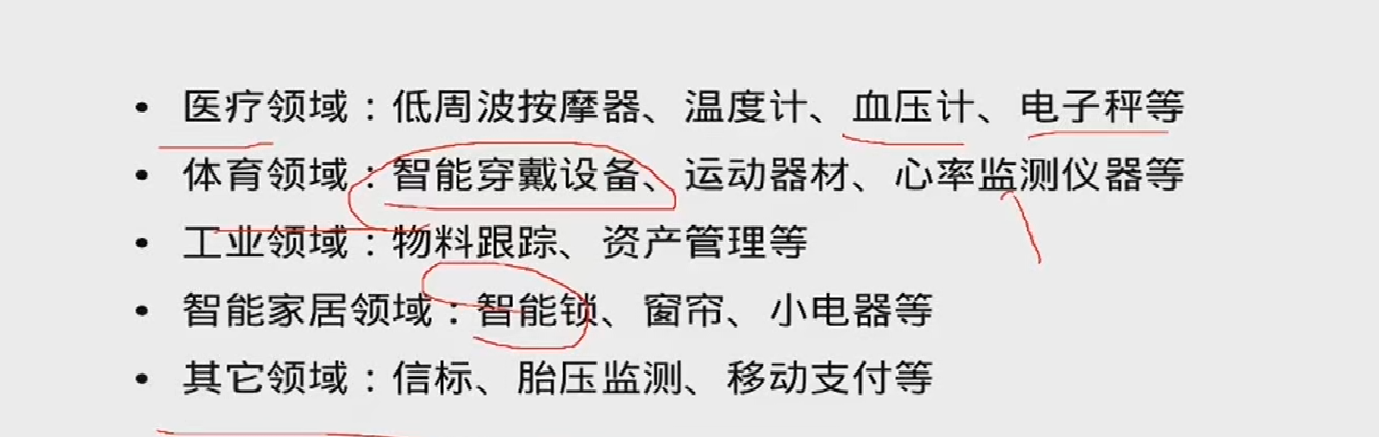 • 医疗领域：低周波按摩器、温度计、血压计、电子秤等
• 体育领域：智能穿戴设备、运动器材、心率监测仪器等
• 工业领域：物料跟踪、资产管理等
• 智能家居领域：智能锁、窗帘、小电器等
• 其它领域：信标、胎压监测、移动支付等